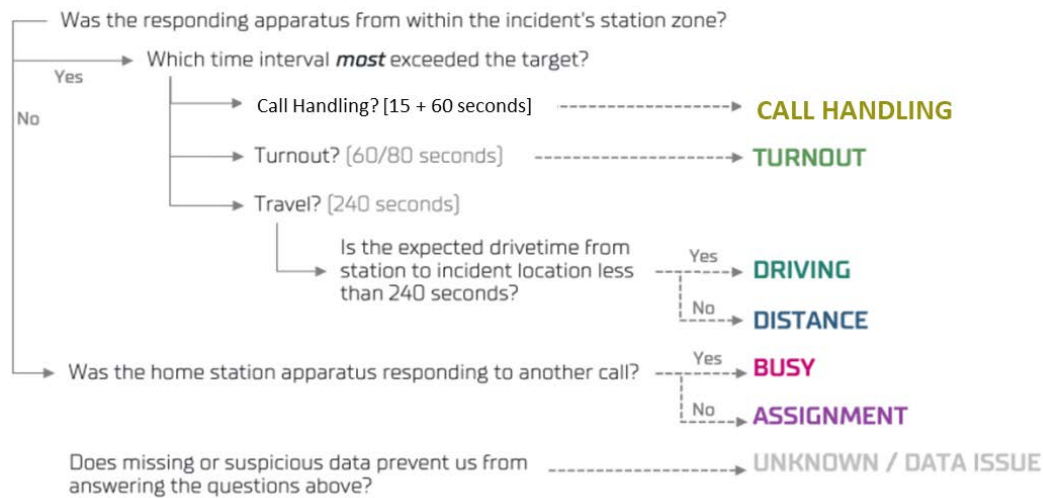 Was the responding apparatus from within the incident's station zone?
Which time interval most exceeded the target?
Yes
No
Call Handling? [15 + 60 seconds]
CALL HANDLING
Turnout? [60/80 seconds]
TURNOUT
Travel? [240 seconds]
Is the expected drivetime from
station to incident location less
than 240 seconds?
Yes
DRIVING
No
DISTANCE
Was the home station apparatus responding to another call?
Yes
BUSY
No
ASSIGNMENT
Does missing or suspicious data prevent us from
answering the questions above?
UNKNOWN / DATA ISSUE